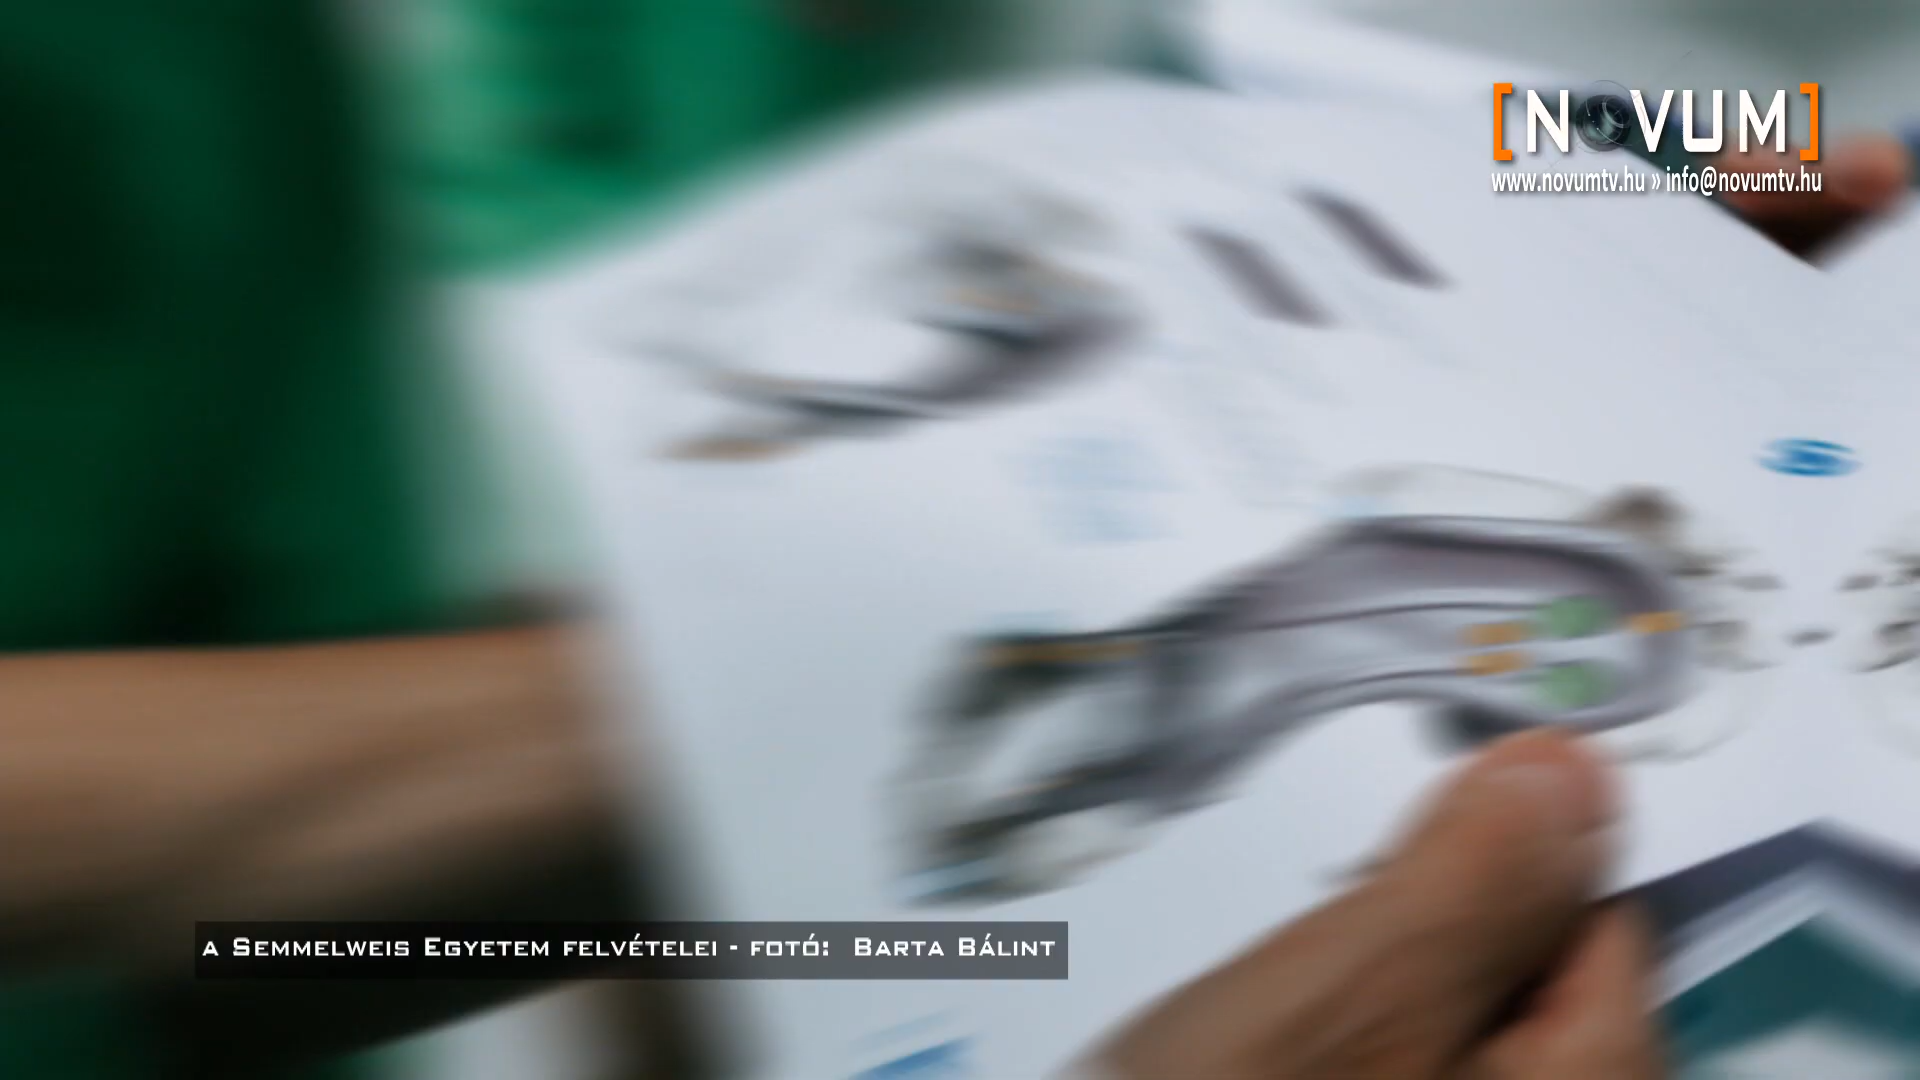 [NOVUM]
www.novumtv.hu » info@novumtv.hu
a Semmelweis Egyetem felvételei - fotó: Barta Bálint